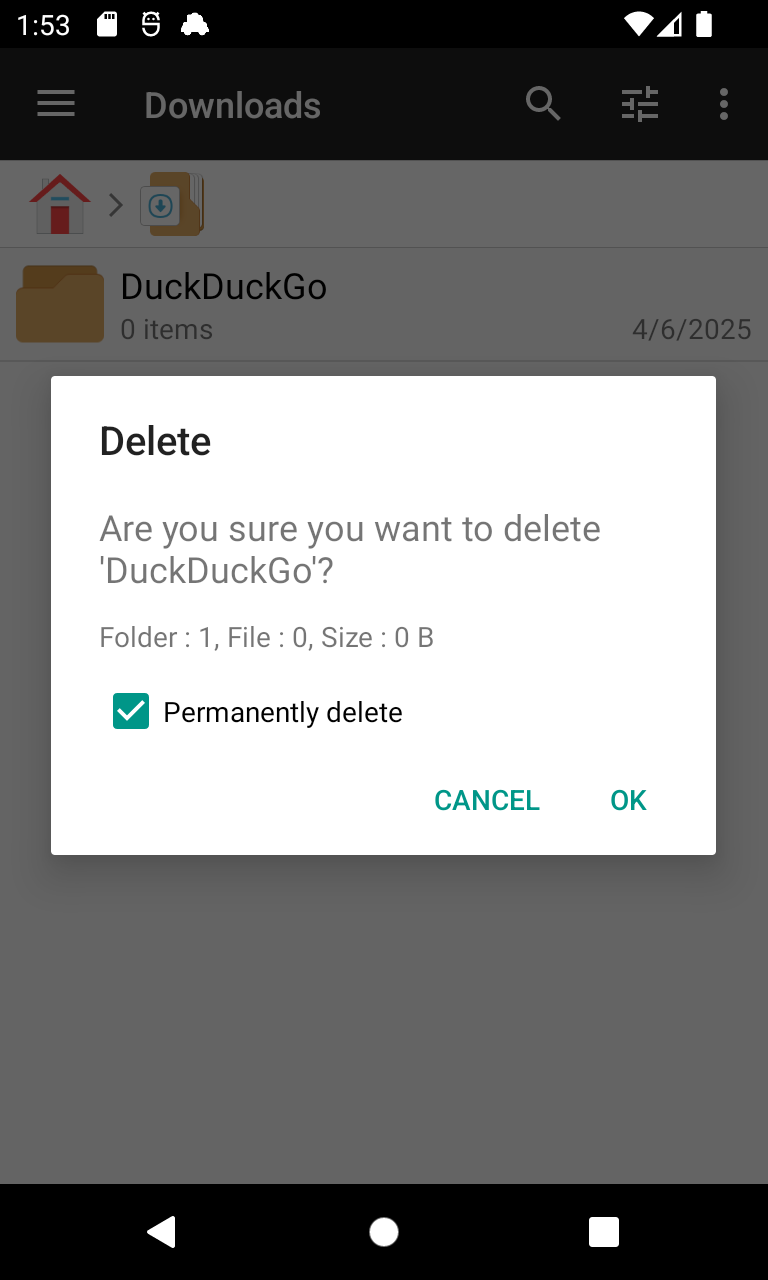 1:53
Downloads
DuckDuckGo
0 items
4/6/2025
Delete
Are you sure you want to delete
'DuckDuckGo'?
Folder : 1, File : 0, Size : 0 B
Permanently delete
CANCEL
OK